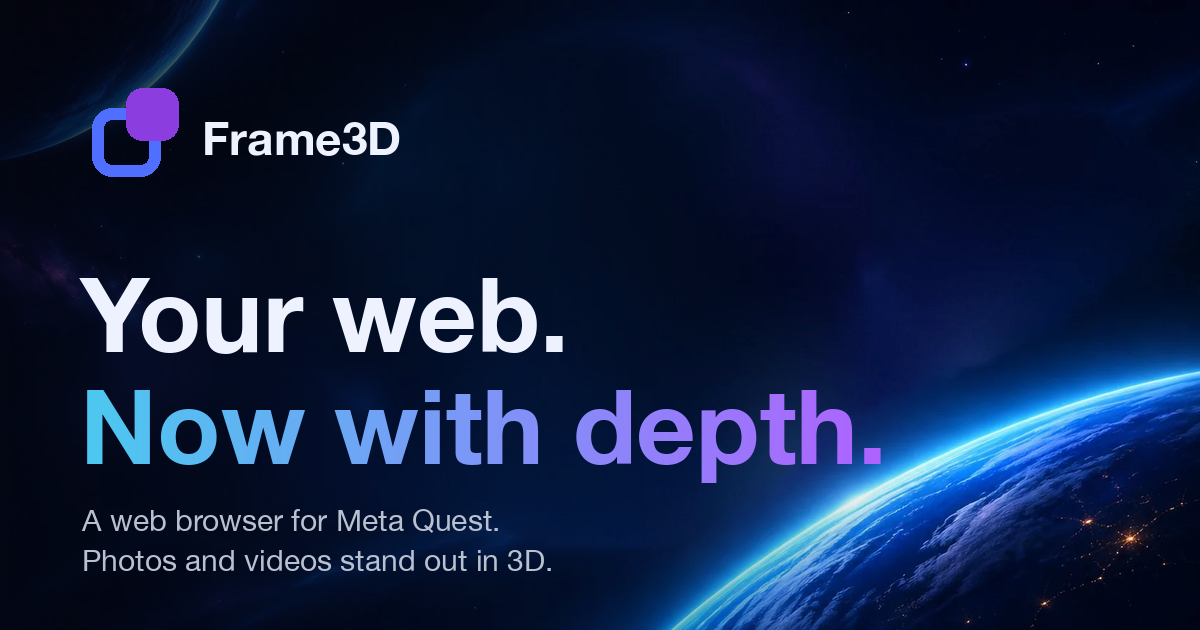 Frame3D
Your web.
Now with depth.
A web browser for Meta Quest.
Photos and videos stand out in 3D.